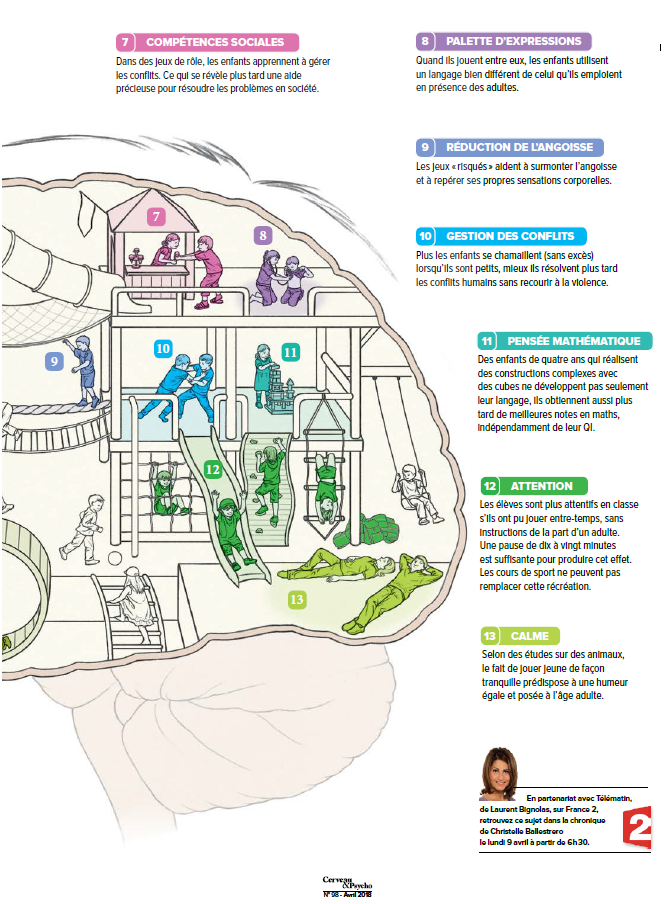 7 COMPÉTENCES SOCIALES
Dans des jeux de rôle, les enfants apprennent à gérer
les conflits. Ce qui se révèle plus tard une aide
précieuse pour résoudre les problèmes en société.
8 PALETTE D'EXPRESSIONS
Quand ils jouent entre eux, les enfants utilisent
un langage bien différent de celui qu'ils emploient
en présence des adultes.
9 RÉDUCTION DE L'ANGOISSE
Les jeux «risqués» aident à surmonter l'angoisse
et à repérer ses propres sensations corporelles.
10 GESTION DES CONFLITS
Plus les enfants se chamaillent (sans excès)
lorsqu'ils sont petits, mieux ils résolvent plus tard
les conflits humains sans recourir à la violence.
11 PENSÉE MATHÉMATIQUE
Des enfants de quatre ans qui réalisent
des constructions complexes avec
des cubes ne développent pas seulement
leur langage, ils obtiennent aussi plus
tard de meilleures notes en maths,
indépendamment de leur QI.
12 ATTENTION
Les élèves sont plus attentifs en classe
s'ils ont pu jouer entre-temps, sans
instructions de la part d'un adulte.
Une pause de dix à vingt minutes
est suffisante pour produire cet effet.
Les cours de sport ne peuvent pas
remplacer cette récréation.
13 CALME
Selon des études sur des animaux,
le fait de jouer jeune de façon
tranquille prédispose à une humeur
égale et posée à l'âge adulte.
7
8
9
10
11
12
13
En partenariat avec Télématin,
de Laurent Bignolas, sur France 2,
retrouvez ce sujet dans la chronique
de Christelle Ballestrero
le lundi 9 avril à partir de 6h30.
2
Cerveau
&Psycho
N° 98 - Avril 2018